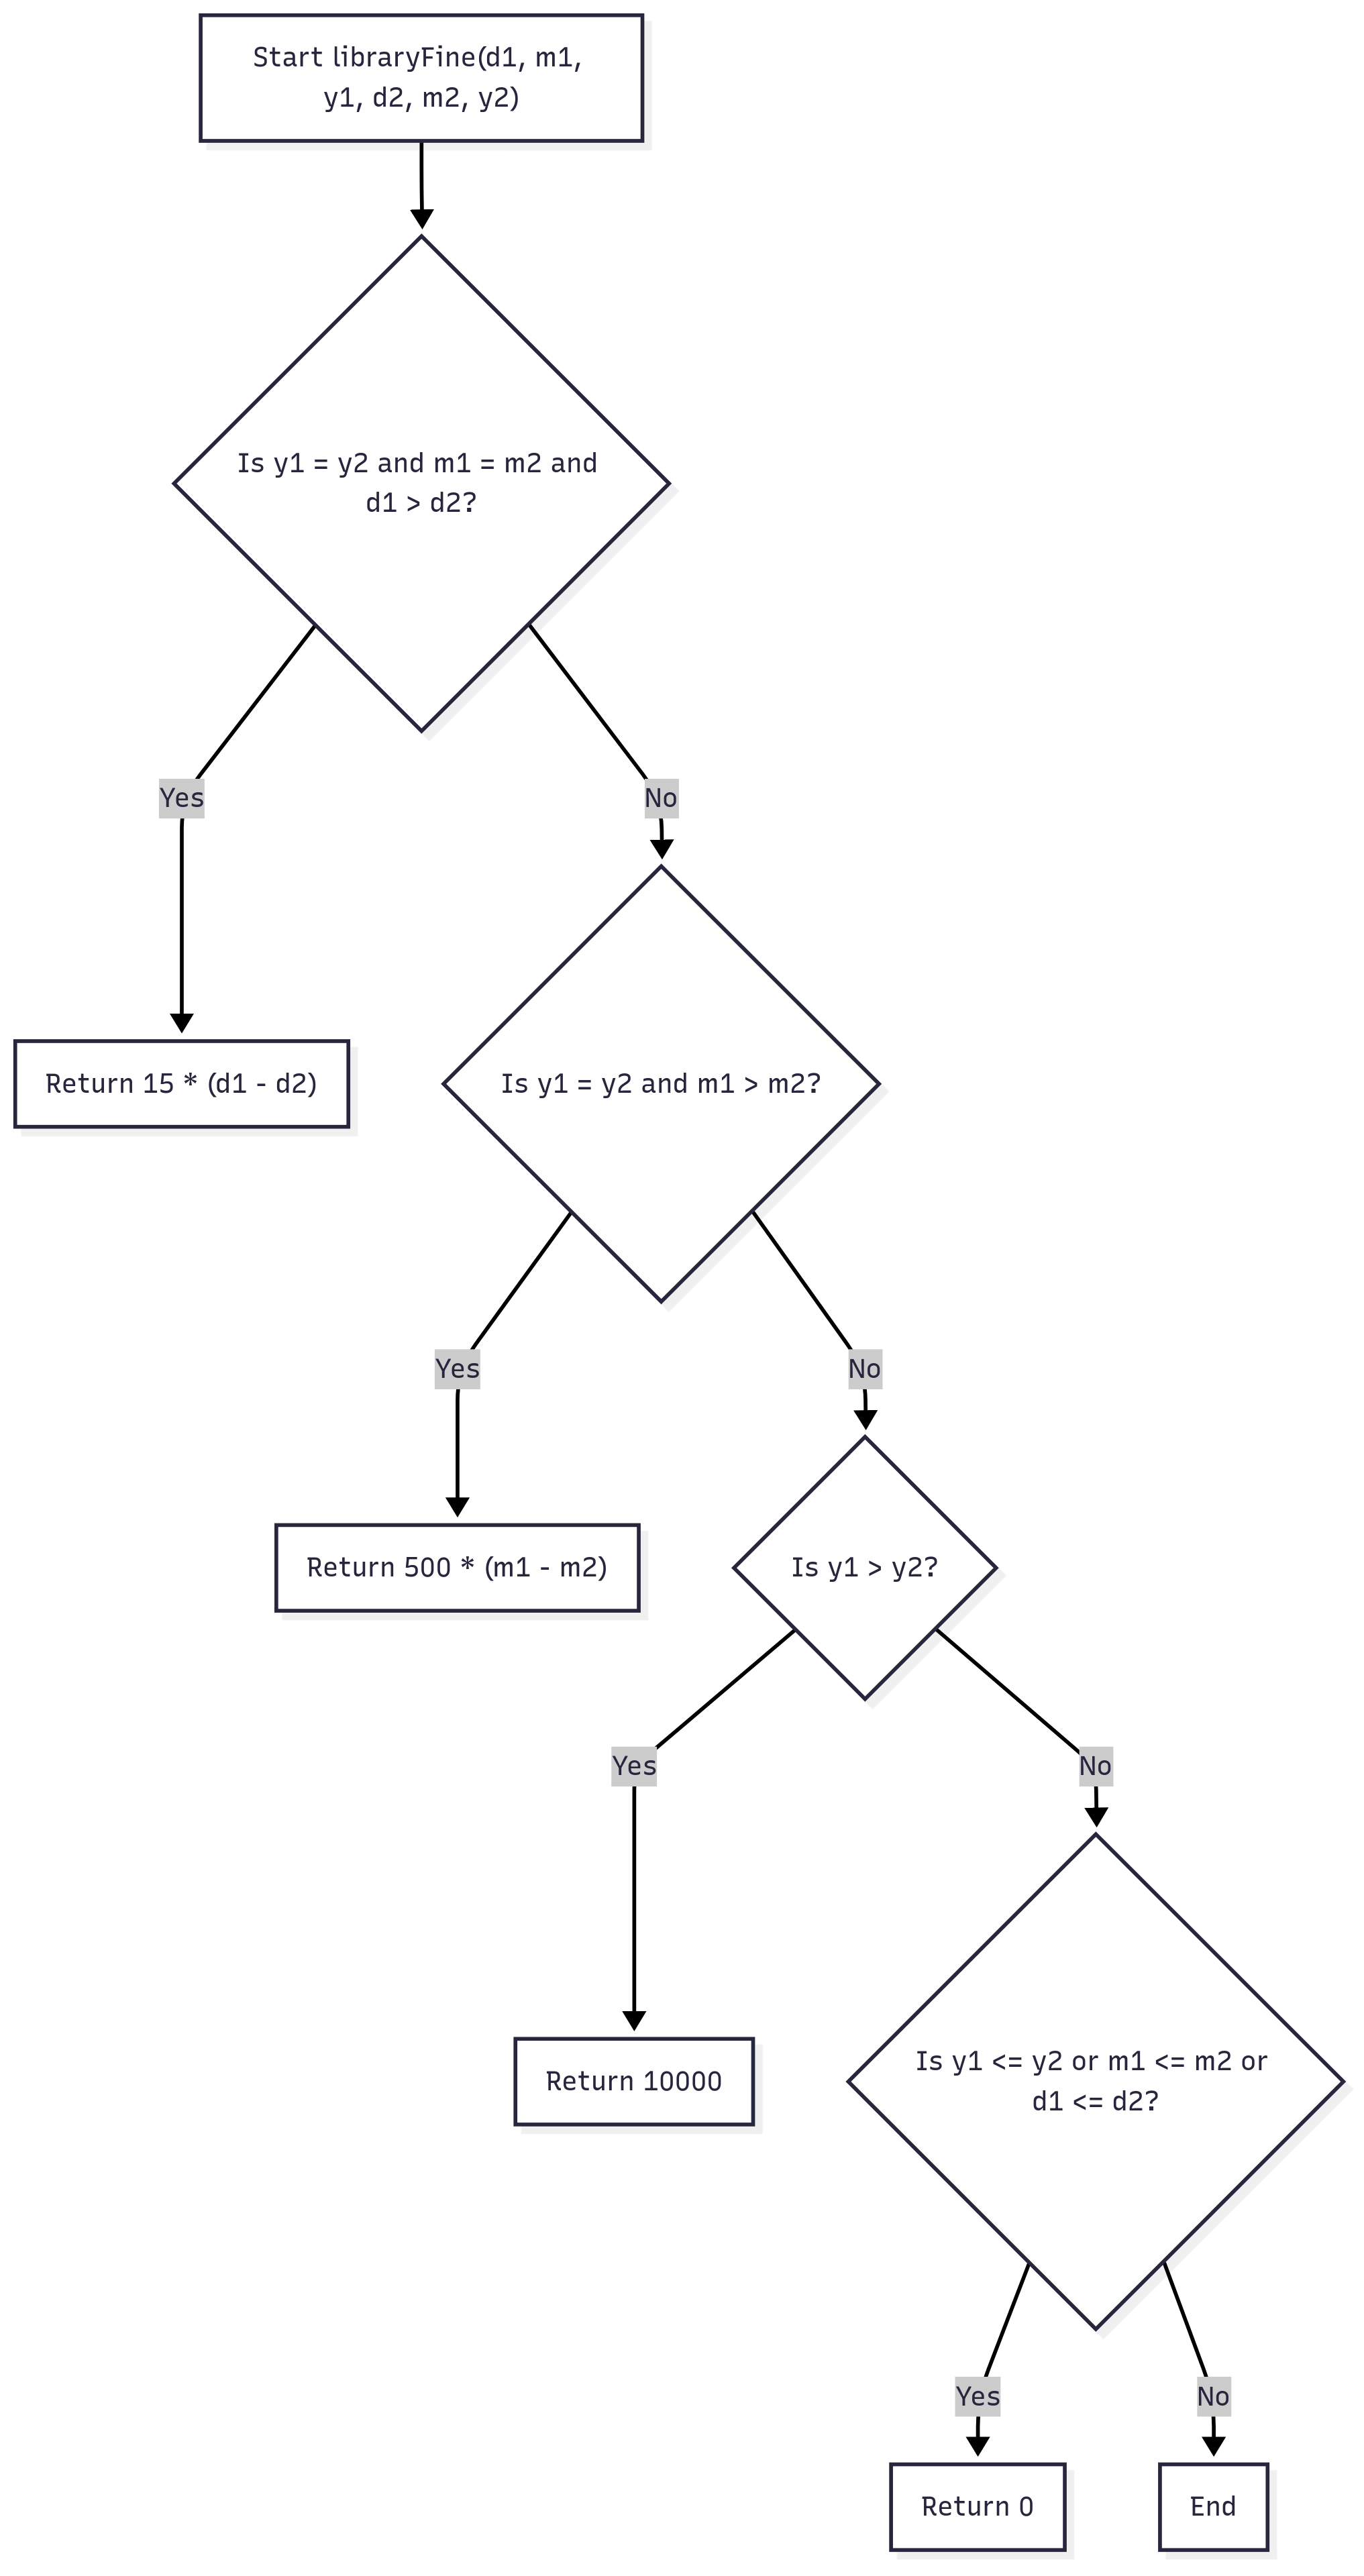 Start libraryFine(d1, m1,
y1, d2, m2, y2)
Is y1 = y2 and m1 = m2 and
d1 > d2?
Yes
No
Return 15 * (d1 - d2)
Is y1 = y2 and m1 > m2?
Yes
No
Return 500 * (m1 - m2)
Is y1 > y2?
Yes
No
Return 10000
Is y1 <= y2 or m1 <= m2 or
d1 <= d2?
Yes
No
Return 0
End